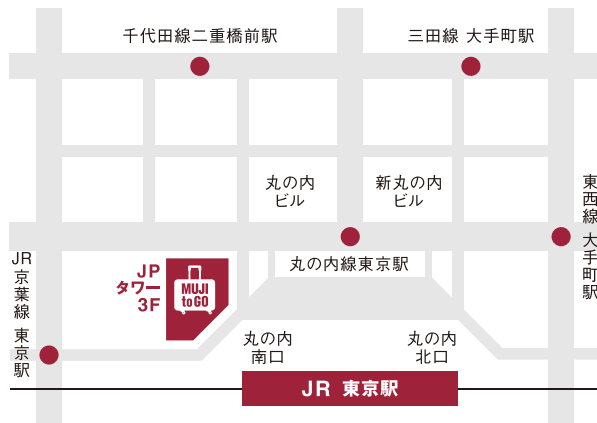 千代田線二重橋前駅
三田線 大手町駅
丸の内
ビル
新丸の内
ビル
東西線 大手町駅
丸の内線東京駅
JR 京葉線 東京駅
JP
タワー
3F
MUJI
to GO
丸の内
南口
丸の内
北口
JR 東京駅